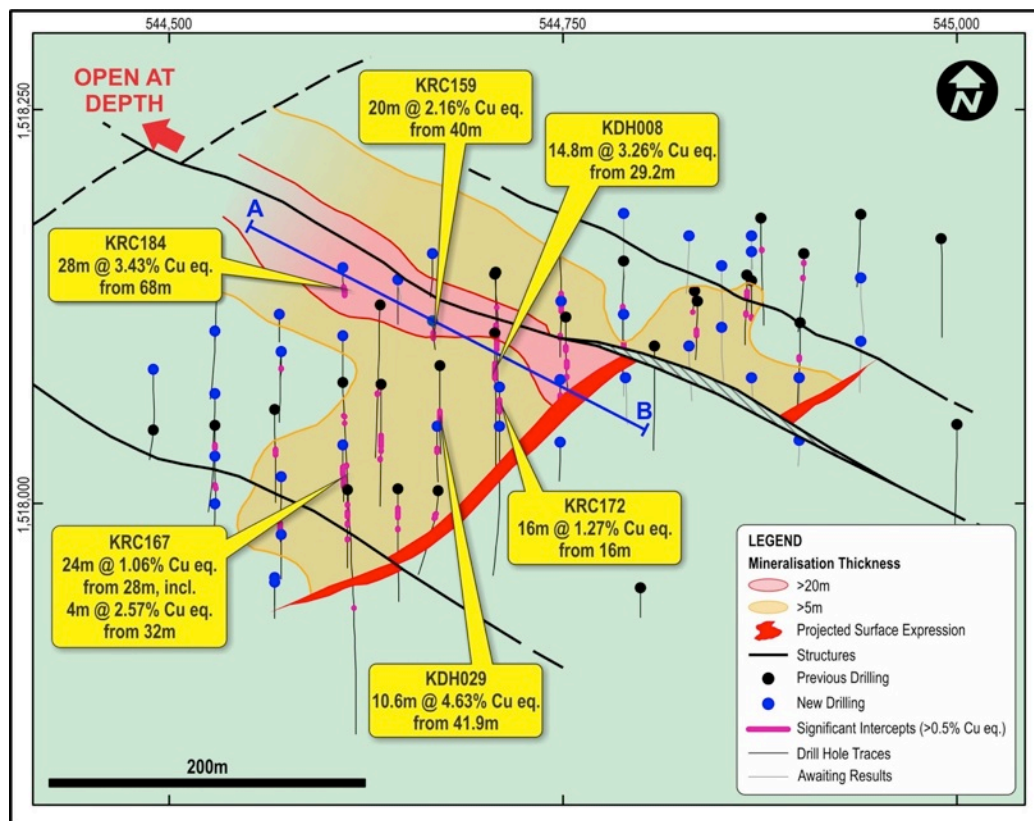 544,500
544,750
545,000
1,518,250
1,518,000
OPEN AT
DEPTH
N
KRC159
20m @ 2.16% Cu eq.
from 40m
KDH008
14.8m @ 3.26% Cu eq.
from 29.2m
A
KRC184
28m @ 3.43% Cu eq.
from 68m
B
KRC167
24m @ 1.06% Cu eq.
from 28m, incl.
4m @ 2.57% Cu eq.
from 32m
KRC172
16m @ 1.27% Cu eq.
from 16m
KDH029
10.6m @ 4.63% Cu eq.
from 41.9m
200m
LEGEND
Mineralisation Thickness
>20m
>5m
Projected Surface Expression
Structures
Previous Drilling
New Drilling
Significant Intercepts (>0.5% Cu eq.)
Drill Hole Traces
Awaiting Results